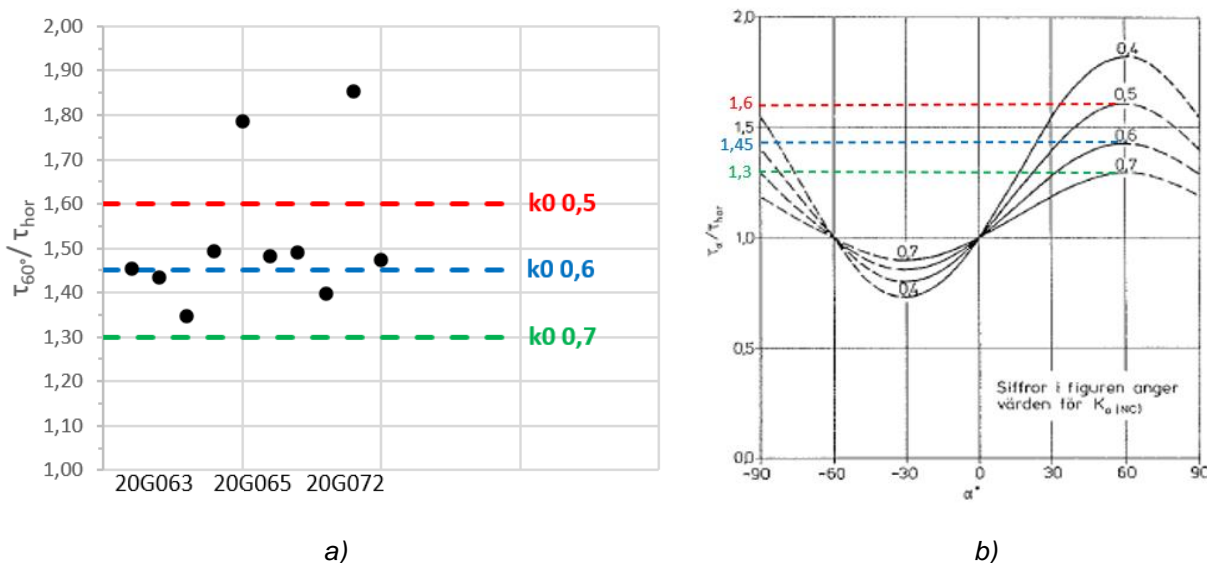 2,00
1,90
1,80
1,70
1,60
1,50
1,40
1,30
1,20
1,10
1,00
τ60°/ τhor
k0 0,5
k0 0,6
k0 0,7
20G063 20G065 20G072
a)
2,0
1,6
1,5
1,45
1,3
1,0
0,5
0,0
τα/τhor
0,4
0,5
0,6
0,7
0,7
0,4
Siffror i figuren anger
värden för Ko (NC)
-90 -60 -30 0 30 60 90
α°
b)